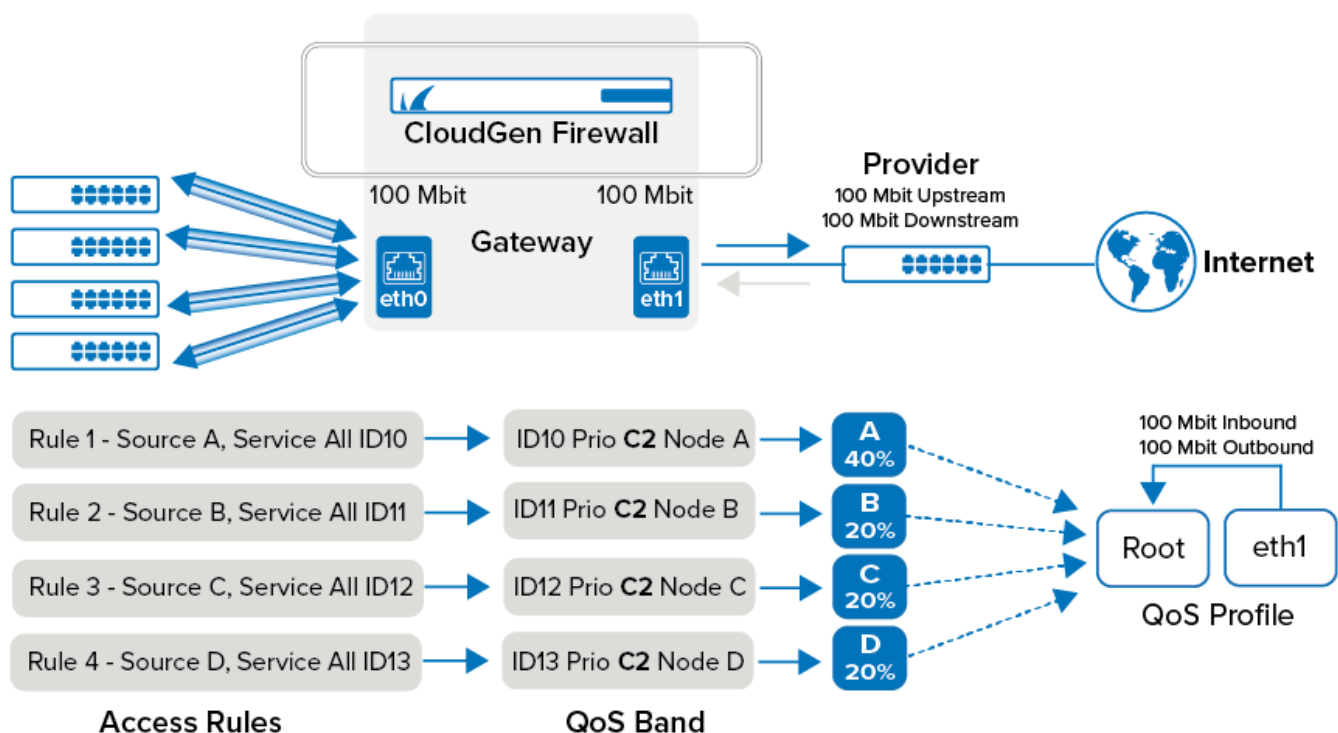 CloudGen Firewall
100 Mbit
100 Mbit
Gateway
eth0
eth1
Provider
100 Mbit Upstream
100 Mbit Downstream
Internet
Rule 1 - Source A, Service All ID10
ID10 Prio C2 Node A
A
40%
Rule 2 - Source B, Service All ID11
ID11 Prio C2 Node B
B
20%
Rule 3 - Source C, Service All ID12
ID12 Prio C2 Node C
C
20%
Rule 4 - Source D, Service All ID13
ID13 Prio C2 Node D
D
20%
100 Mbit Inbound
100 Mbit Outbound
Root
eth1
QoS Profile
Access Rules
QoS Band